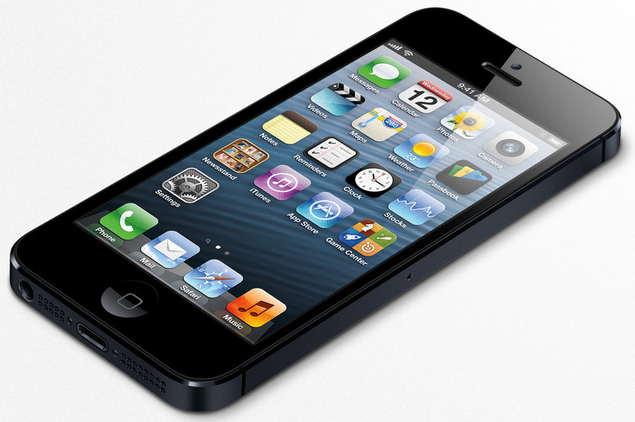 9:41 AM
Messages
Wednesday
12
Calendar
Photos
Camera
Videos
280
Maps
Weather
Passbook
Notes
Reminders
Clock
Stocks
Newsstand
iTunes
App Store
Game Center
Settings
Phone
Mail
Safari
Music